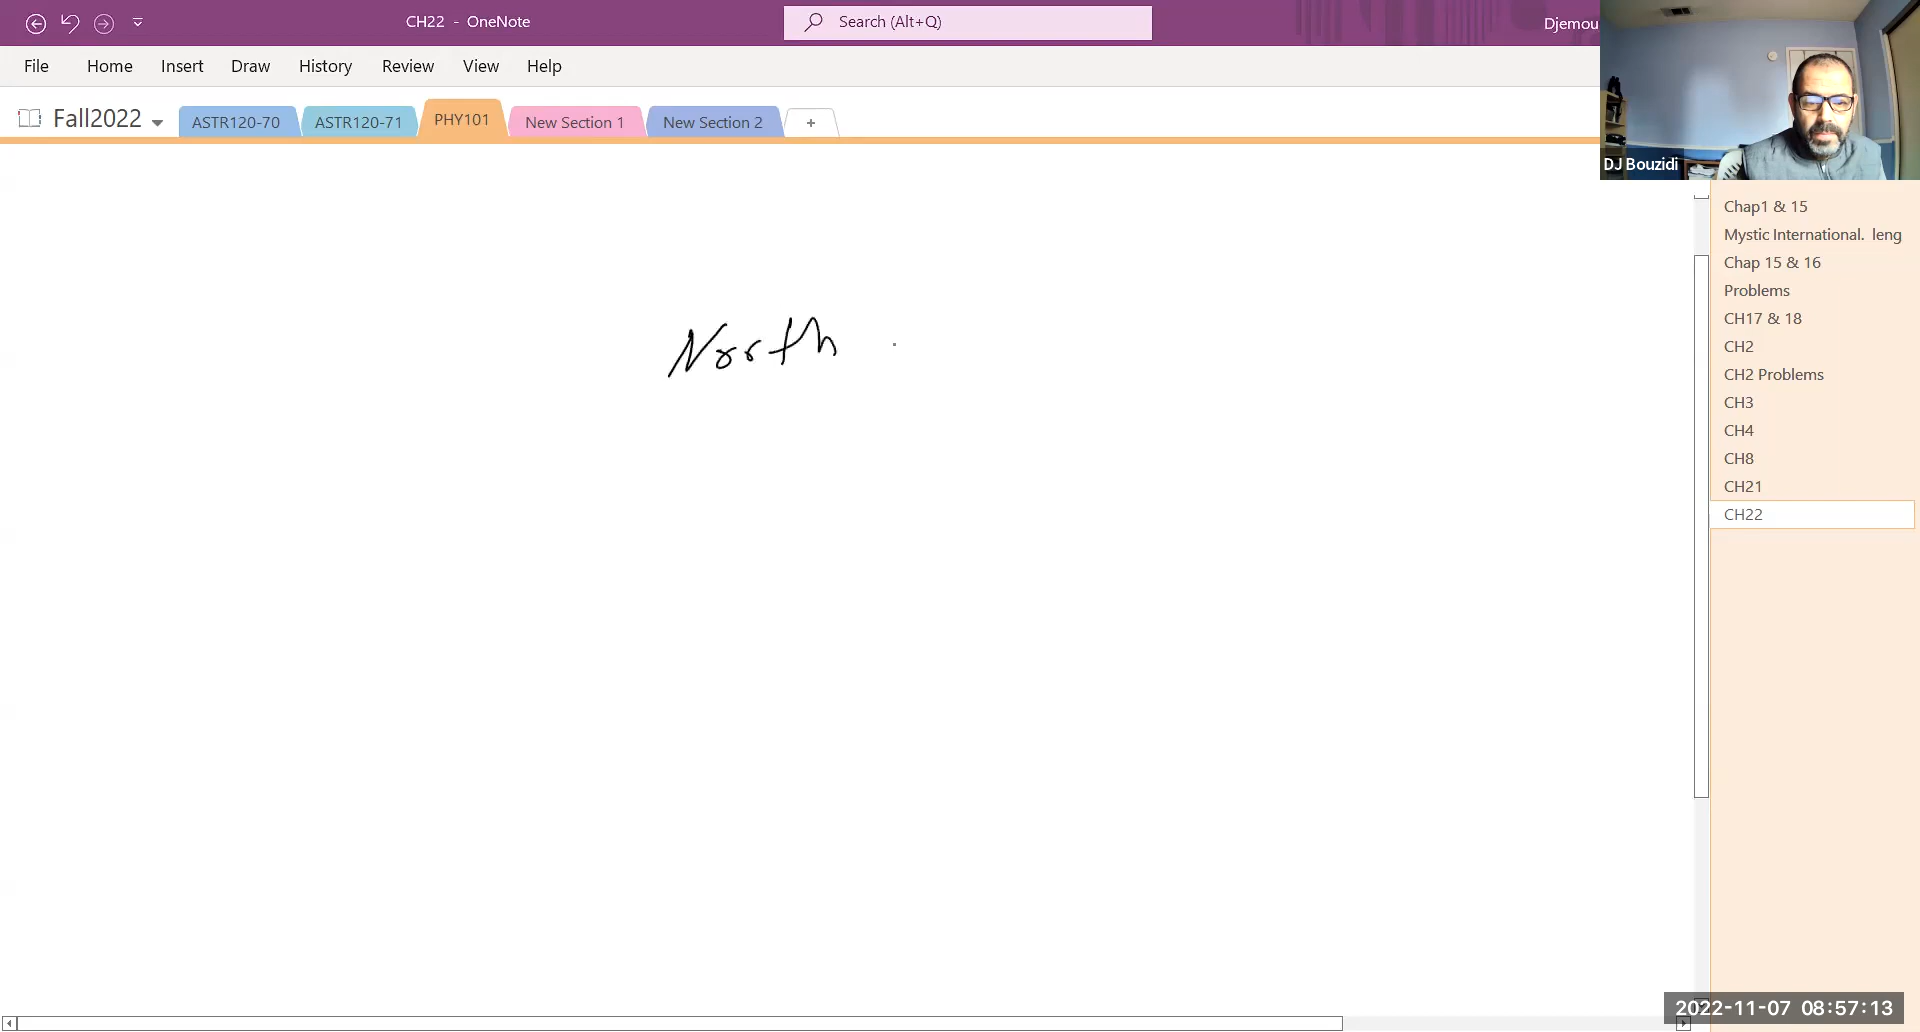 CH22 - OneNote
Search (Alt+Q)
Djemou
File Home Insert Draw History Review View Help
Fall2022 ASTR120-70 ASTR120-71 PHY101 New Section 1 New Section 2 +
DJ Bouzidi
North
Chap1 & 15
Mystic International. leng
Chap 15 & 16
Problems
CH17 & 18
CH2
CH2 Problems
CH3
CH4
CH8
CH21
CH22
2022-11-07 08:57:13